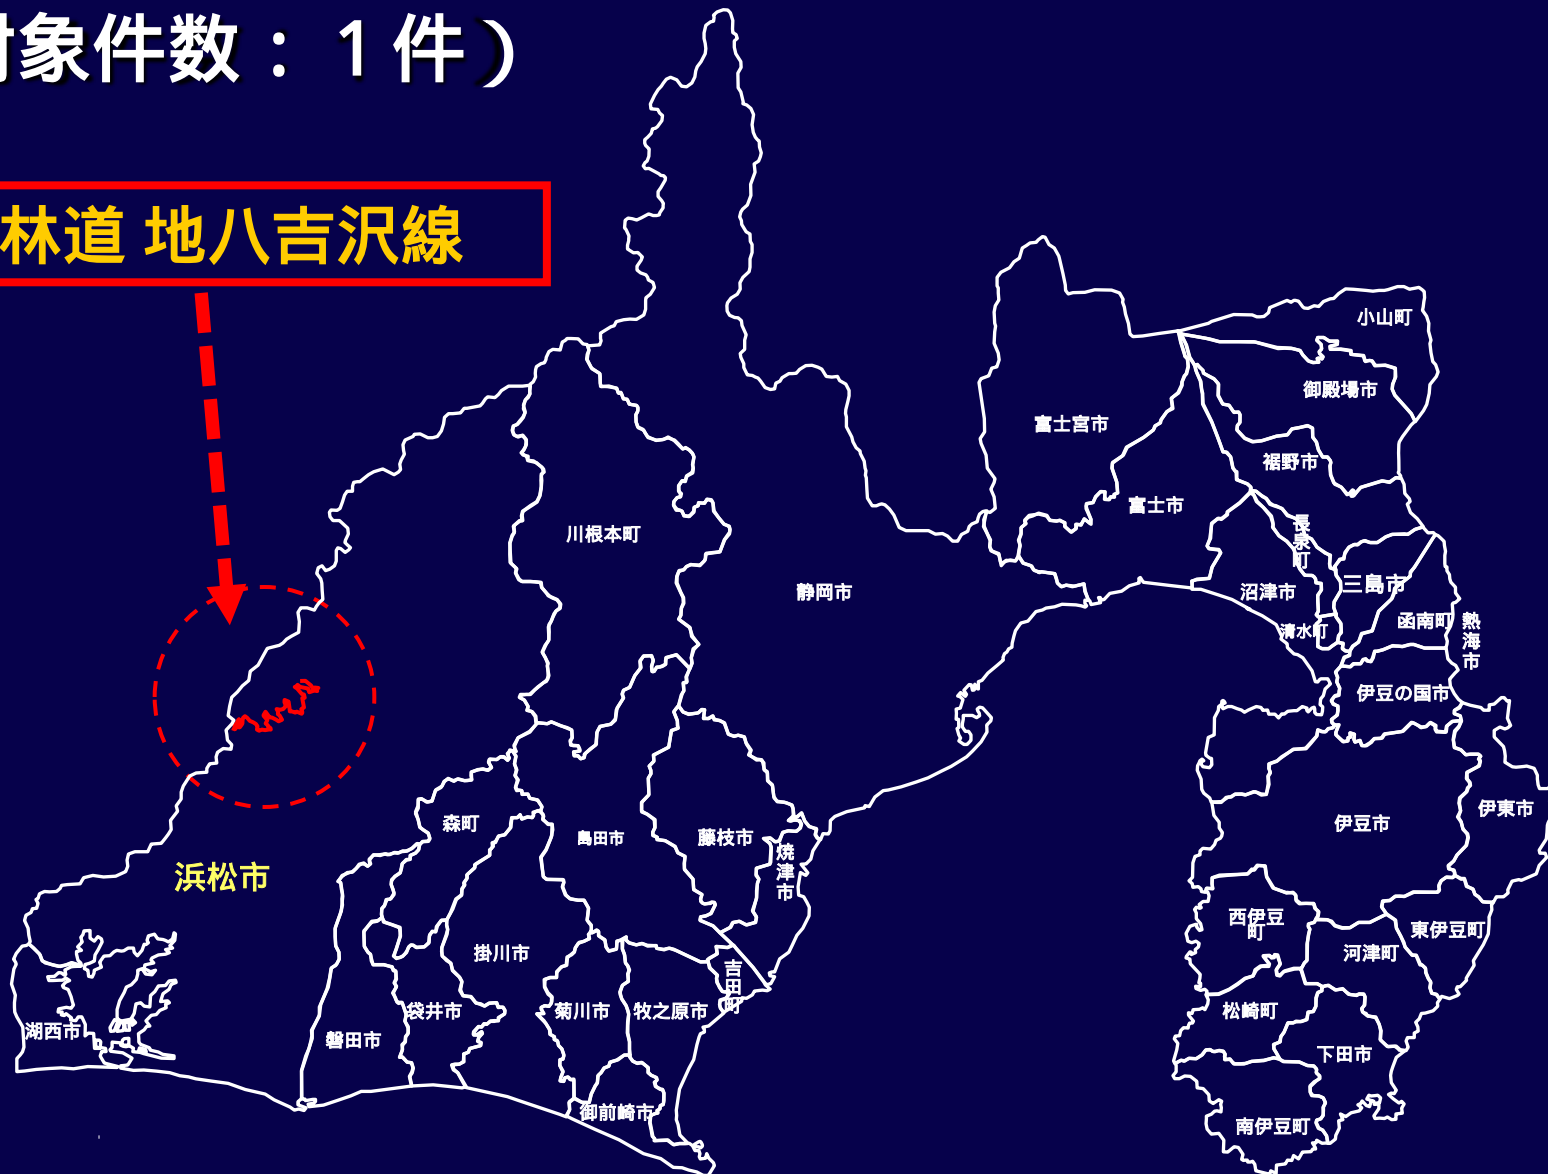 対象件数：１件）
林道 地八吉沢線
小山町
御殿場市
富士宮市
裾野市
富士市
長泉町
川根本町
静岡市
沼津市
三島市
清水町
函南町
熱海市
伊豆の国市
伊東市
伊豆市
森町
島田市
藤枝市
焼津市
浜松市
西伊豆
町
東伊豆町
河津町
掛川市
吉田町
袋井市
菊川市
牧之原市
松崎町
湖西市
磐田市
下田市
御前崎市
南伊豆町